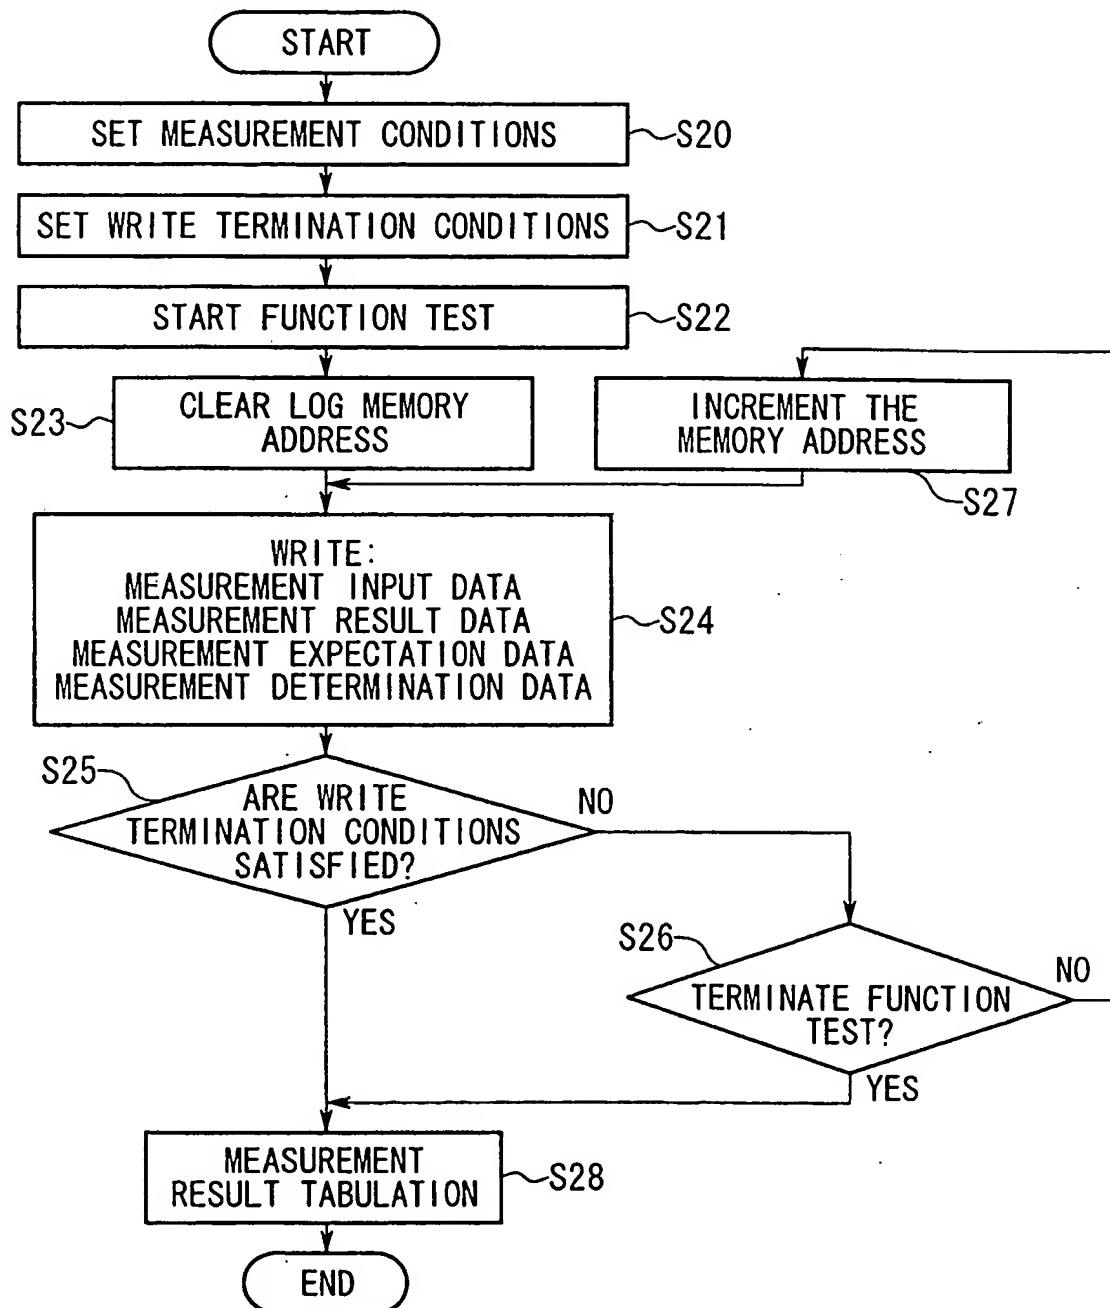 START
SET MEASUREMENT CONDITIONS
S20
SET WRITE TERMINATION CONDITIONS
S21
START FUNCTION TEST
S22
S23
CLEAR LOG MEMORY
ADDRESS
INCREMENT THE
MEMORY ADDRESS
S27
WRITE:
MEASUREMENT INPUT DATA
MEASUREMENT RESULT DATA
MEASUREMENT EXPECTATION DATA
MEASUREMENT DETERMINATION DATA
S24
S25
ARE WRITE
TERMINATION CONDITIONS
SATISFIED?
NO
YES
S26
TERMINATE FUNCTION
TEST?
NO
YES
MEASUREMENT
RESULT TABULATION
S28
END